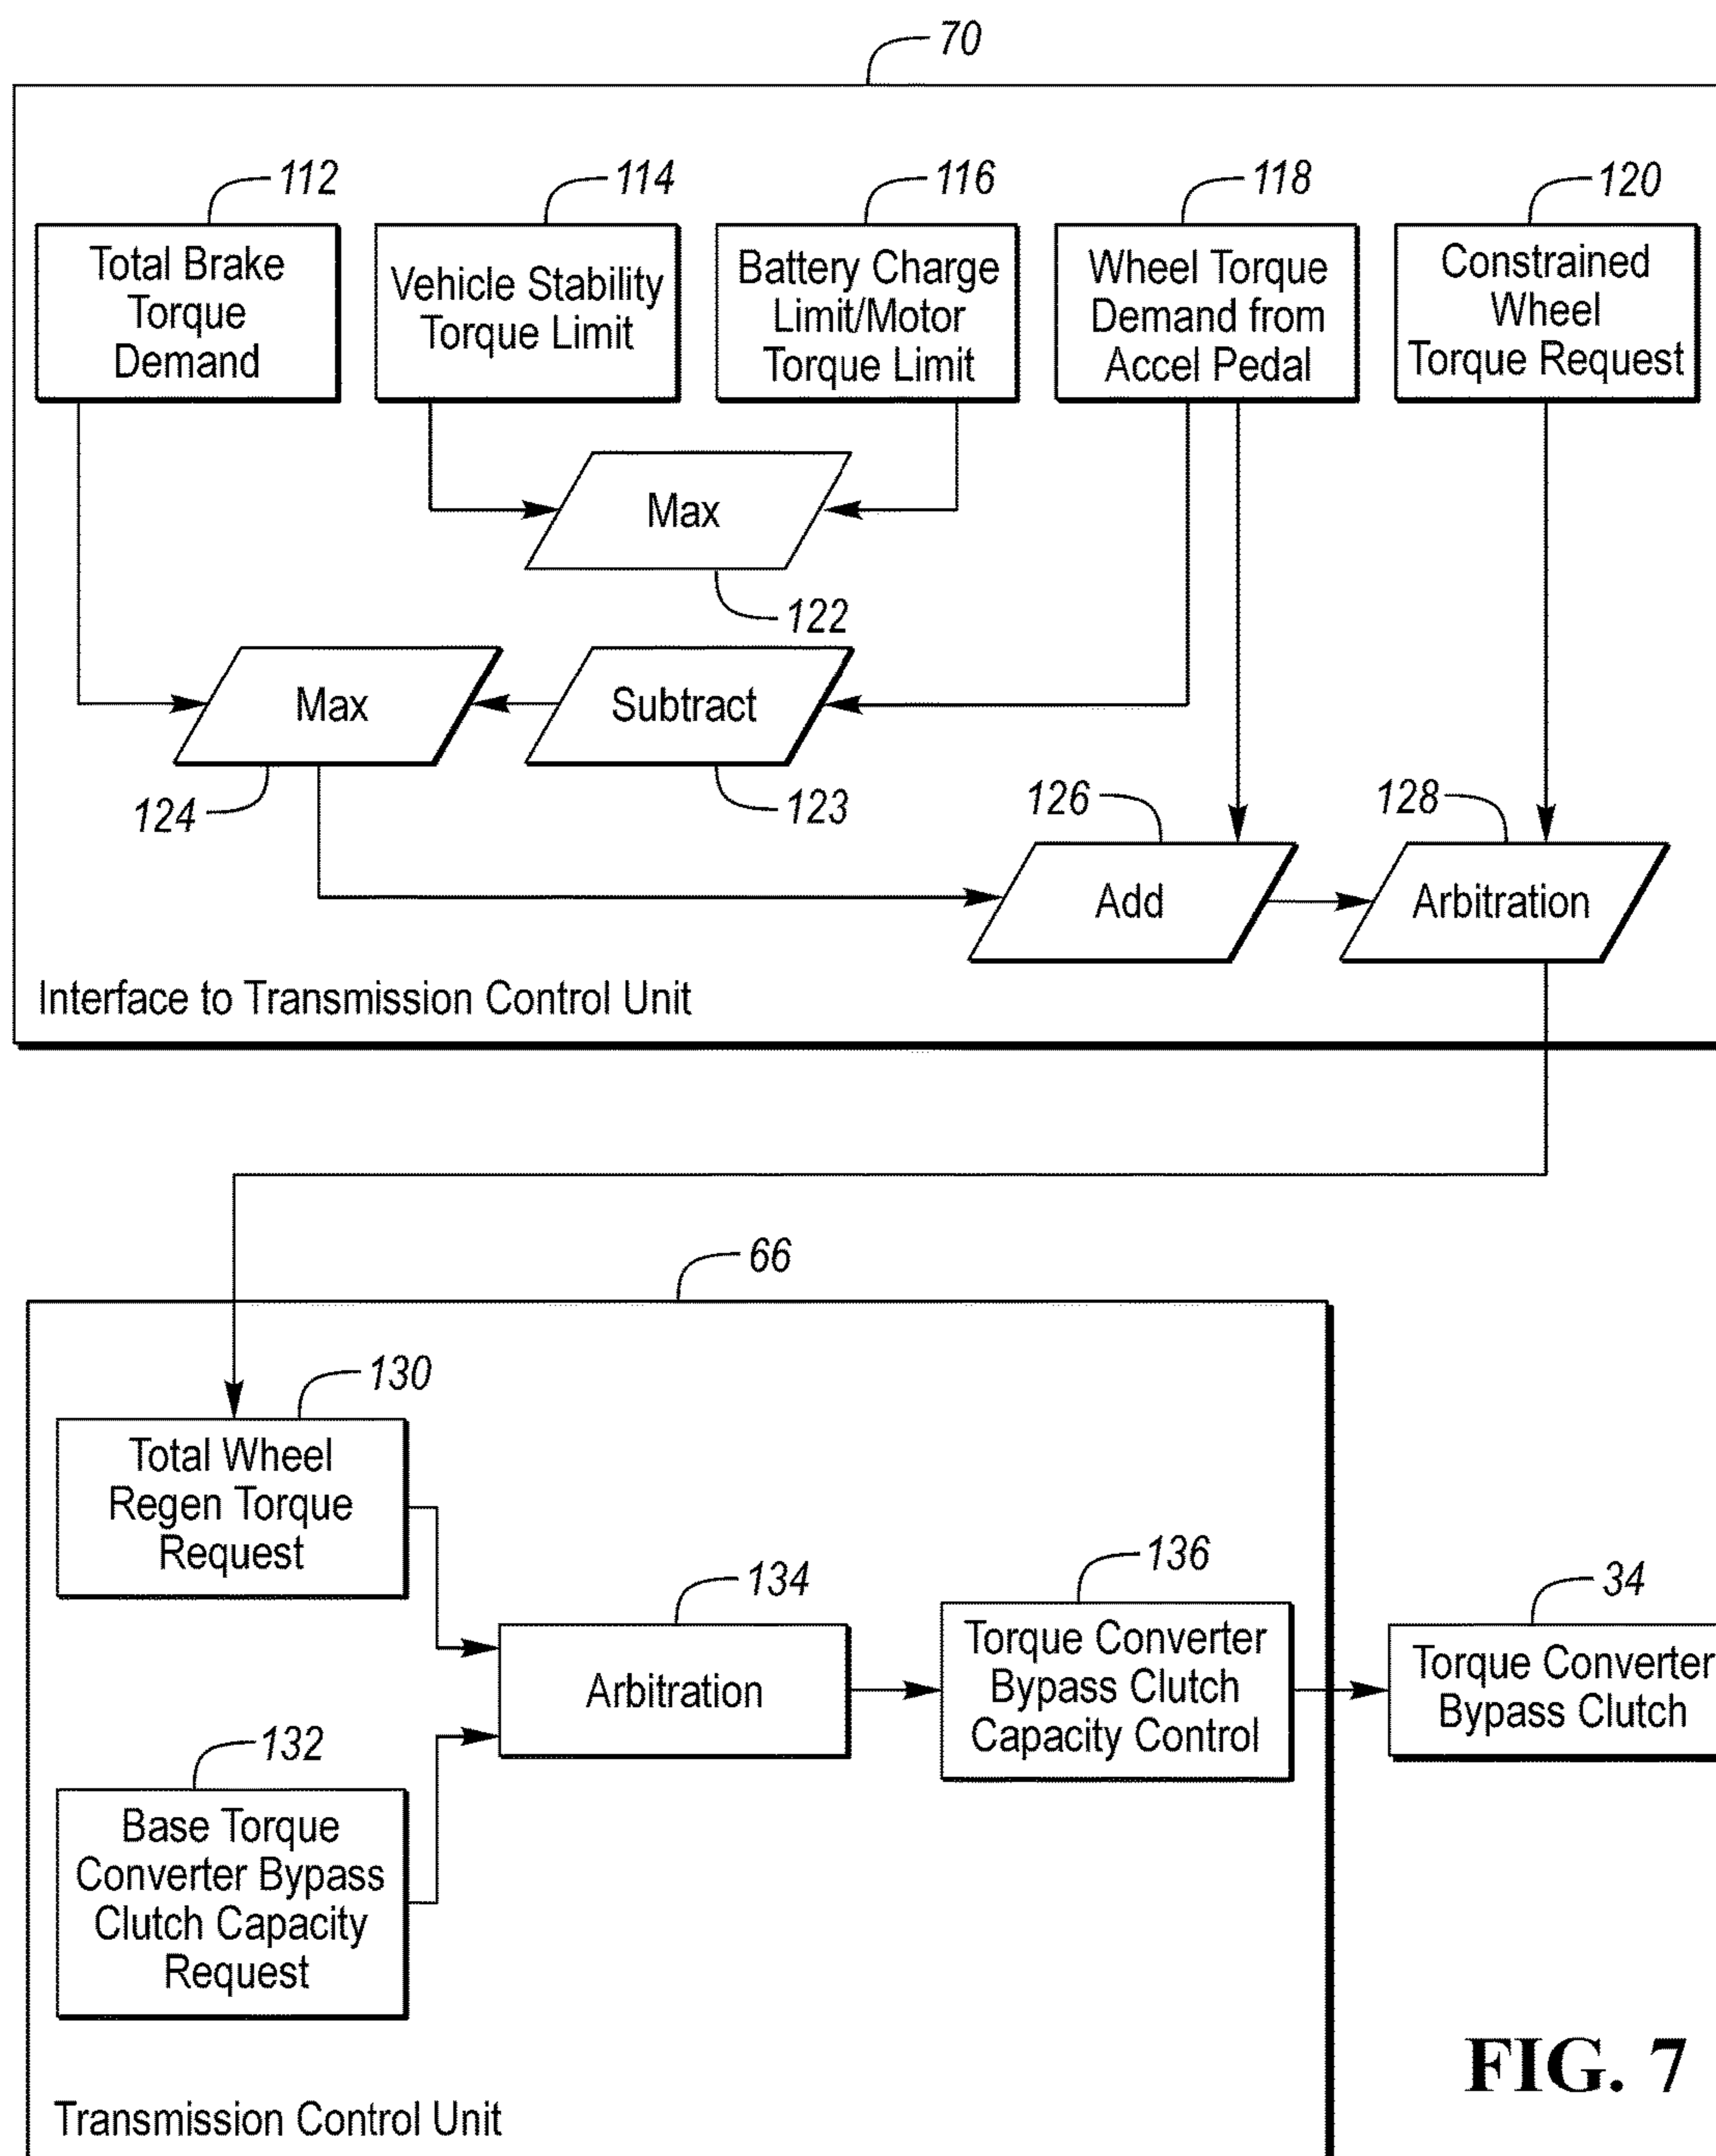 70
112
114
116
118
120
Total Brake
Torque
Demand
Vehicle Stability
Torque Limit
Battery Charge
Limit/Motor
Torque Limit
Wheel Torque
Demand from
Accel Pedal
Constrained
Wheel
Torque Request
Max
122
Max
Subtract
124
123
126
128
Add
Arbitration
Interface to Transmission Control Unit
66
130
Total Wheel
Regen Torque
Request
134
136
34
Arbitration
Torque Converter
Bypass Clutch
Capacity Control
Torque Converter
Bypass Clutch
132
Base Torque
Converter Bypass
Clutch Capacity
Request
Transmission Control Unit
FIG. 7